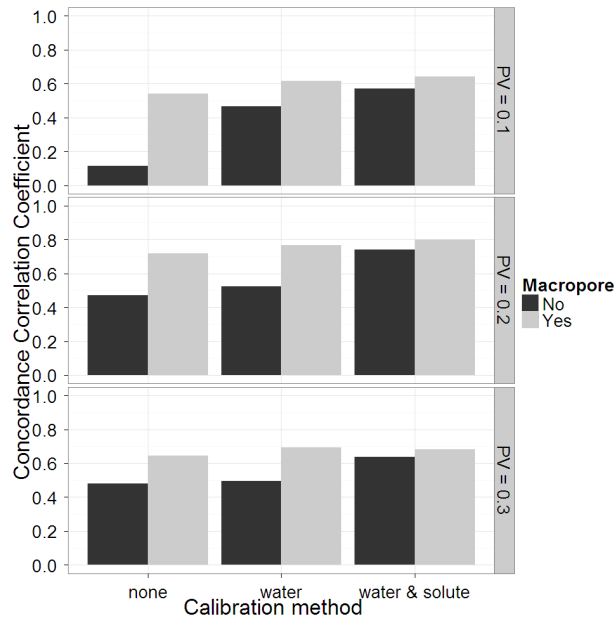 Concordance Correlation Coefficient
1.0
0.8
0.6
0.4
0.2
0.0
PV = 0.1
1.0
0.8
0.6
0.4
0.2
0.0
PV = 0.2
1.0
0.8
0.6
0.4
0.2
0.0
PV = 0.3
none water water & solute
Calibration method
Macropore
No
Yes